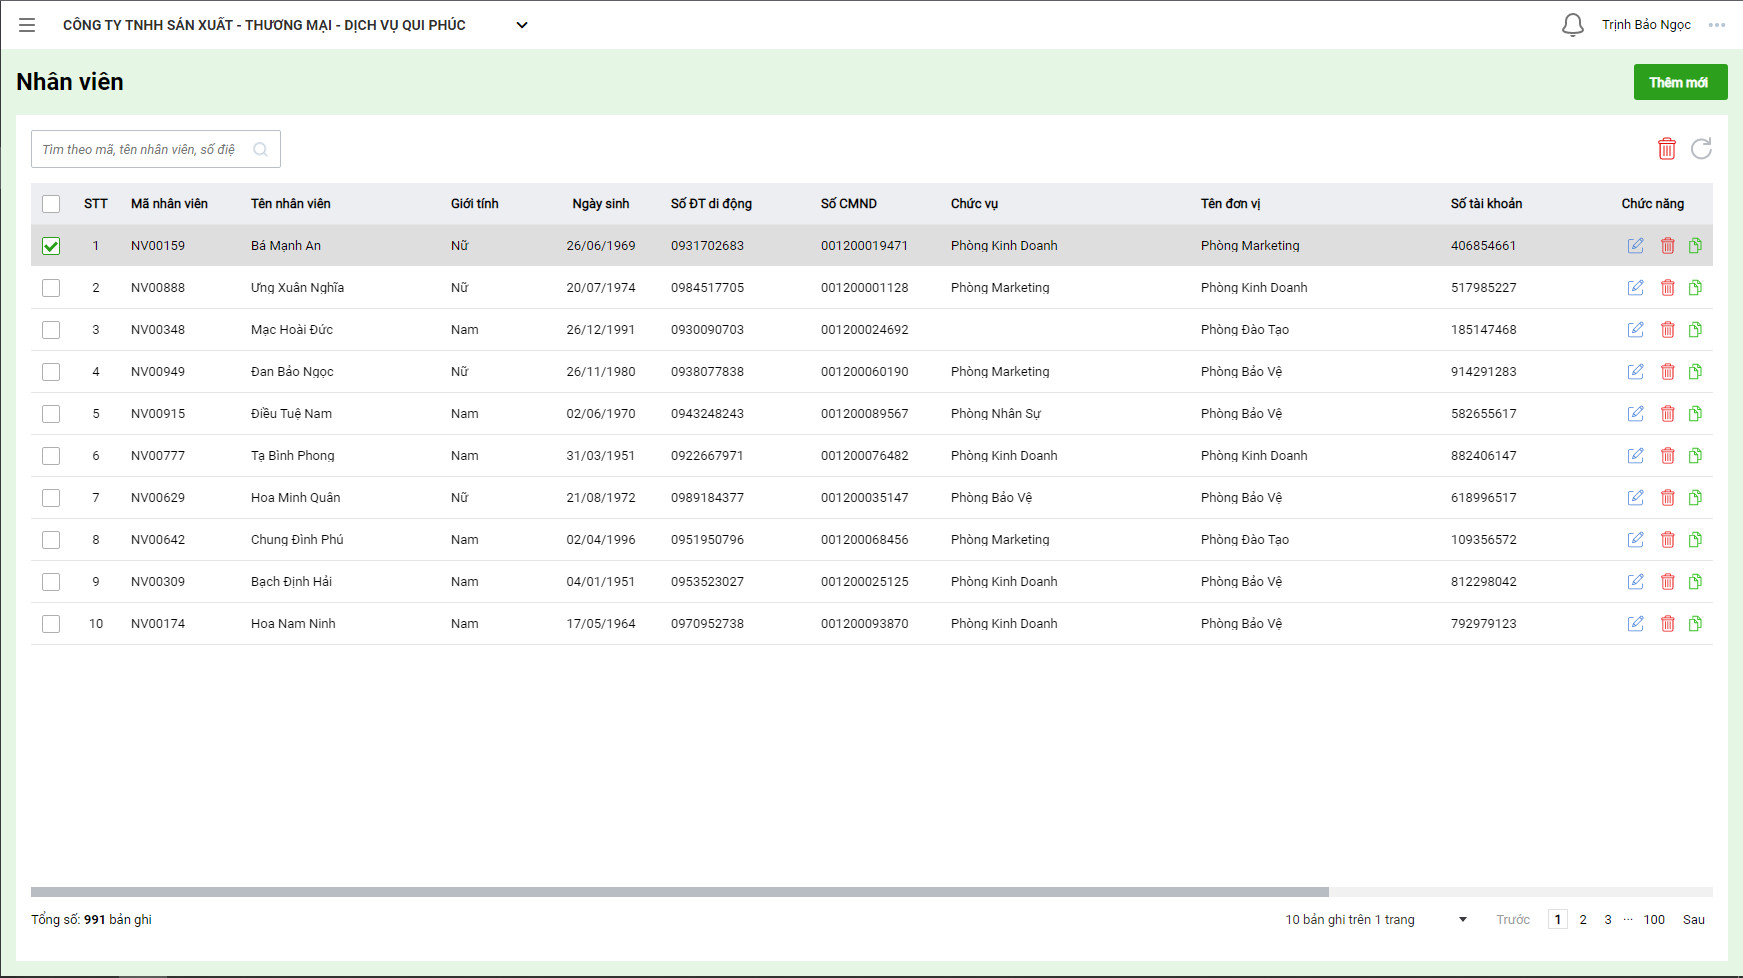 CÔNG TY TNHH SẢN XUẤT - THƯƠNG MẠI - DỊCH VỤ QUI PHÚC Trịnh Bảo Ngọc
Nhân viên Thêm mới
Tìm theo mã, tên nhân viên, số điệ
STT Mã nhân viên Tên nhân viên Giới tính Ngày sinh Số ĐT di động Số CMND Chức vụ Tên đơn vị Số tài khoản Chức năng
1 NV00159 Bá Mạnh An Nữ 26/06/1969 0931702683 001200019471 Phòng Kinh Doanh Phòng Marketing 406854661
2 NV00888 Ưng Xuân Nghĩa Nữ 20/07/1974 0984517705 001200001128 Phòng Marketing Phòng Kinh Doanh 517985227
3 NV00348 Mạc Hoài Đức Nam 26/12/1991 0930090703 001200024692 Phòng Đào Tạo 185147468
4 NV00949 Đan Bảo Ngọc Nữ 26/11/1980 0938077838 001200060190 Phòng Marketing Phòng Bảo Vệ 914291283
5 NV00915 Điều Tuệ Nam Nam 02/06/1970 0943248243 001200089567 Phòng Nhân Sự Phòng Bảo Vệ 582655617
6 NV00777 Tạ Bình Phong Nam 31/03/1951 0922667971 001200076482 Phòng Kinh Doanh Phòng Kinh Doanh 882406147
7 NV00629 Hoa Minh Quân Nữ 21/08/1972 0989184377 001200035147 Phòng Bảo Vệ Phòng Bảo Vệ 618996517
8 NV00642 Chung Đình Phú Nam 02/04/1996 0951950796 001200068456 Phòng Marketing Phòng Đào Tạo 109356572
9 NV00309 Bạch Định Hải Nam 04/01/1951 0953523027 001200025125 Phòng Kinh Doanh Phòng Bảo Vệ 812298042
10 NV00174 Hoa Nam Ninh Nam 17/05/1964 0970952738 001200093870 Phòng Kinh Doanh Phòng Bảo Vệ 792979123
Tổng số: 991 bản ghi 10 bản ghi trên 1 trang Trước 1 2 3 ... 100 Sau